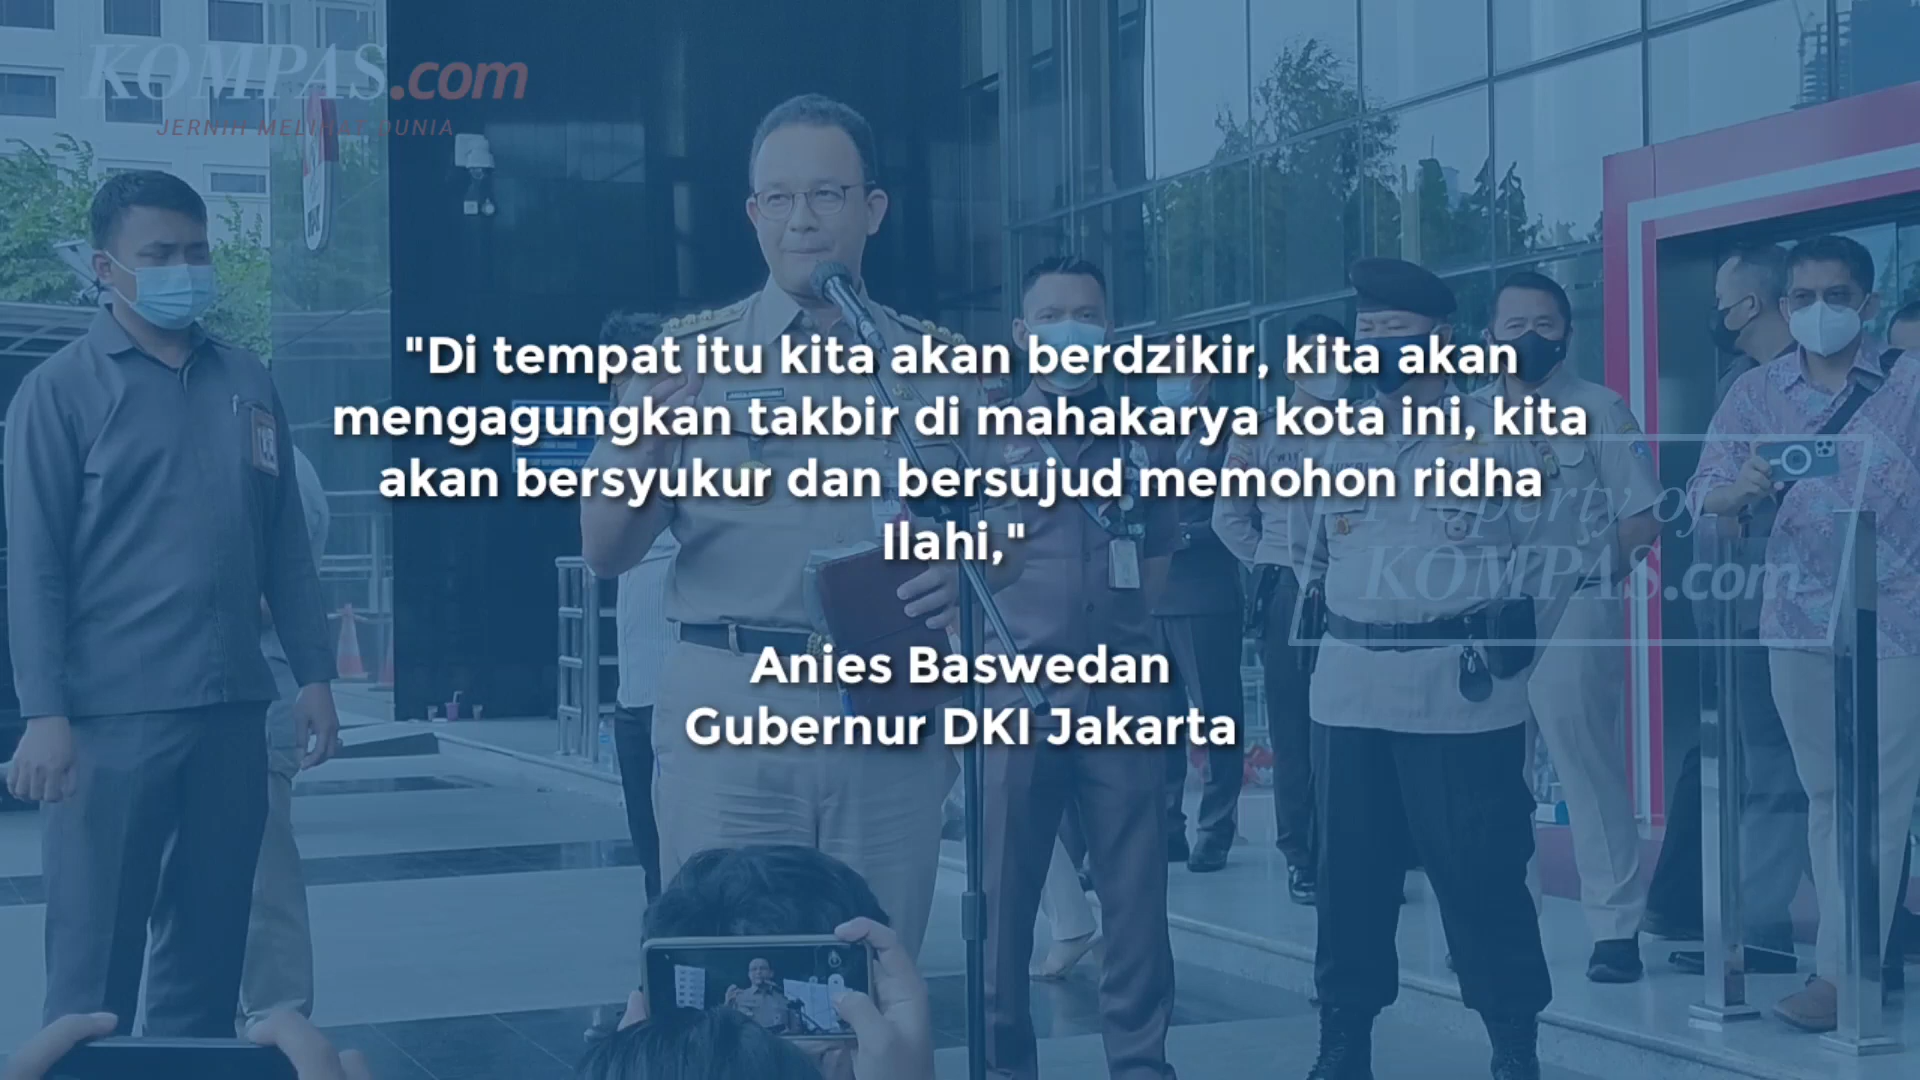 KOMPAS.com
JERNIH MELIHAT DUNIA
"Di tempat itu kita akan berdzikir, kita akan
mengagungkan takbir di mahakarya kota ini, kita
akan bersyukur dan bersujud memohon ridha
Ilahi,"
Property of
KOMPAS.com
Anies Baswedan
Gubernur DKI Jakarta